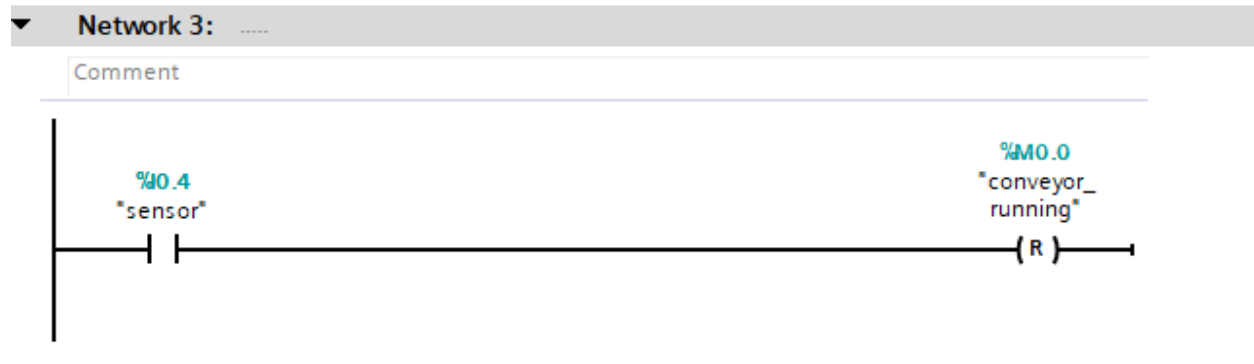 Network 3: .....
Comment
%M0.0
"conveyor_
running"
%I0.4
"sensor"
( R )